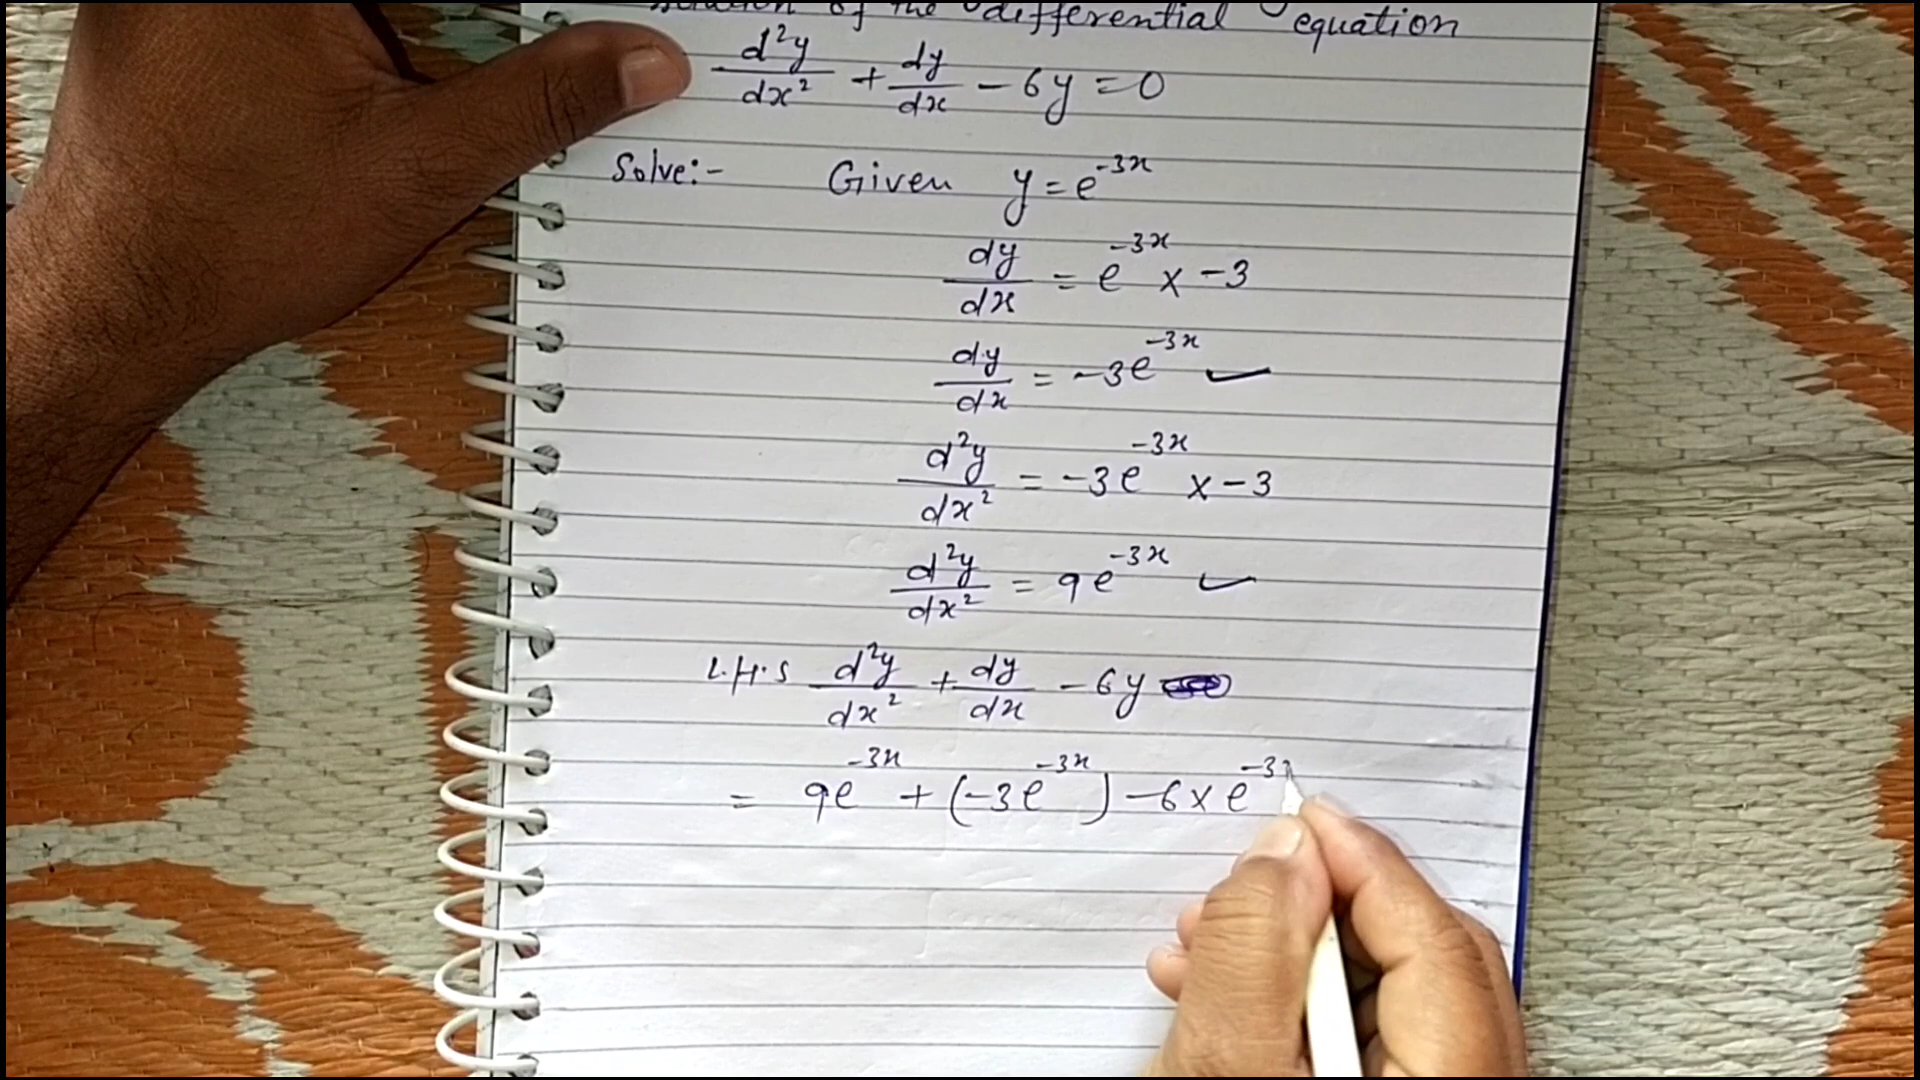 of the differential equation
d²y/dx² + dy/dx - 6y = 0
Solve:- Given y = e^-3x
dy/dx = e^-3x × -3
dy/dx = -3e^-3x ✓
d²y/dx² = -3e^-3x × -3
d²y/dx² = 9e^-3x ✓
L.H.S d²y/dx² + dy/dx - 6y
= 9e^-3x + (-3e^-3x) - 6 × e^-3x